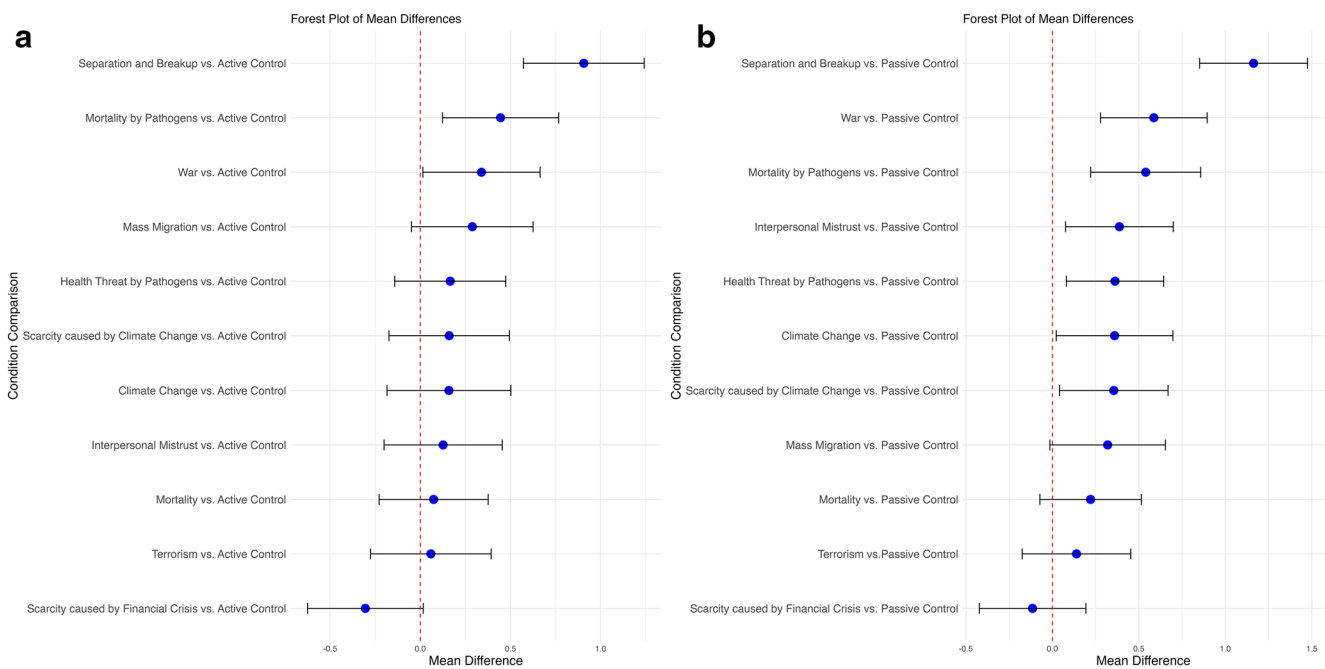 a
Forest Plot of Mean Differences
Condition Comparison
Separation and Breakup vs. Active Control
Mortality by Pathogens vs. Active Control
War vs. Active Control
Mass Migration vs. Active Control
Health Threat by Pathogens vs. Active Control
Scarcity caused by Climate Change vs. Active Control
Climate Change vs. Active Control
Interpersonal Mistrust vs. Active Control
Mortality vs. Active Control
Terrorism vs. Active Control
Scarcity caused by Financial Crisis vs. Active Control
-0.5 0.0 0.5 1.0
Mean Difference
b
Forest Plot of Mean Differences
Condition Comparison
Separation and Breakup vs. Passive Control
War vs. Passive Control
Mortality by Pathogens vs. Passive Control
Interpersonal Mistrust vs. Passive Control
Health Threat by Pathogens vs. Passive Control
Climate Change vs. Passive Control
Scarcity caused by Climate Change vs. Passive Control
Mass Migration vs. Passive Control
Mortality vs. Passive Control
Terrorism vs.Passive Control
Scarcity caused by Financial Crisis vs. Passive Control
-0.5 0.0 0.5 1.0 1.5
Mean Difference